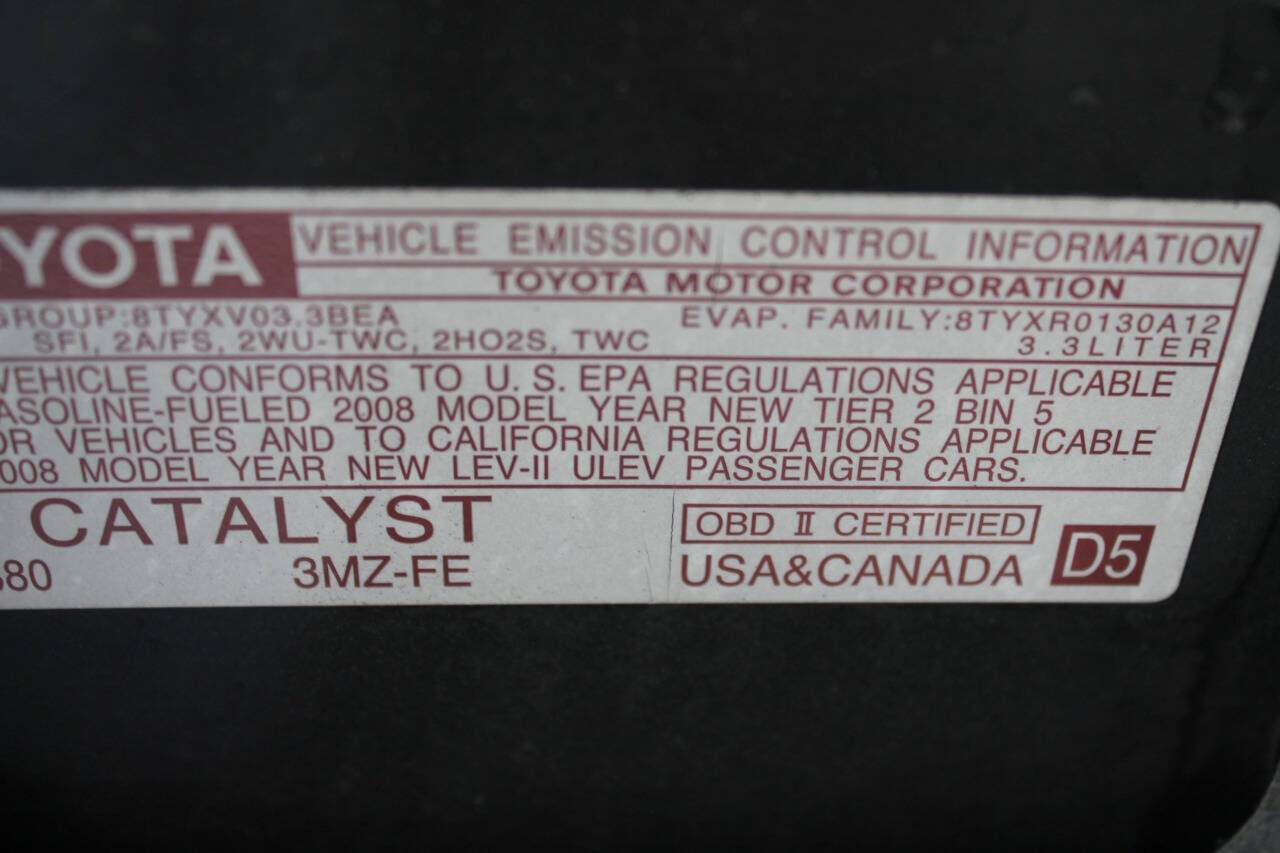 YOTA
VEHICLE EMISSION CONTROL INFORMATION
TOYOTA MOTOR CORPORATION
GROUP:8TYXV03.3BEA EVAP. FAMILY:8TYXR0130A12
SFI, 2A/FS, 2WU-TWC, 2HO2S, TWC 3.3LITER
VEHICLE CONFORMS TO U.S. EPA REGULATIONS APPLICABLE
ASOLINE-FUELED 2008 MODEL YEAR NEW TIER 2 BIN 5
OR VEHICLES AND TO CALIFORNIA REGULATIONS APPLICABLE
008 MODEL YEAR NEW LEV-II ULEV PASSENGER CARS.
CATALYST OBD II CERTIFIED
80 3MZ-FE USA&CANADA D5